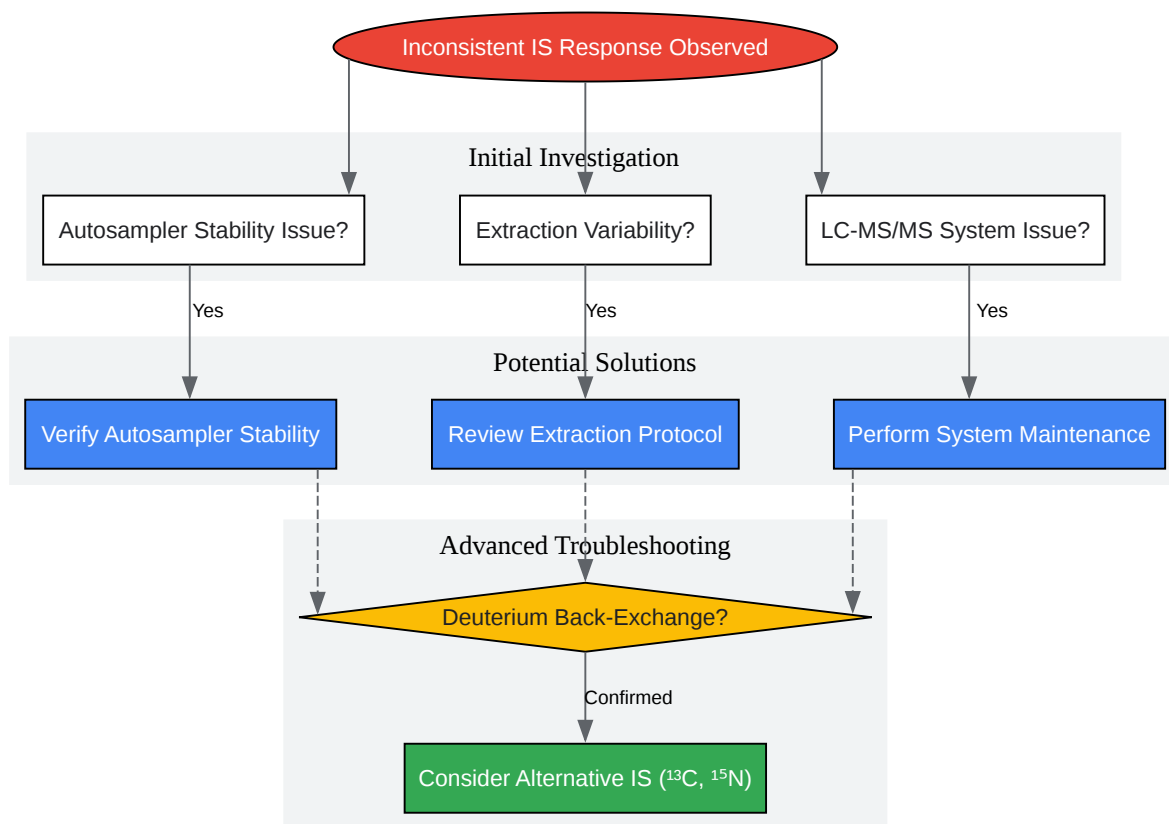 Inconsistent IS Response Observed
Initial Investigation
Autosampler Stability Issue?
Extraction Variability?
LC-MS/MS System Issue?
Yes
Yes
Yes
Potential Solutions
Verify Autosampler Stability
Review Extraction Protocol
Perform System Maintenance
Advanced Troubleshooting
Deuterium Back-Exchange?
Confirmed
Consider Alternative IS (¹³C, ¹⁵N)